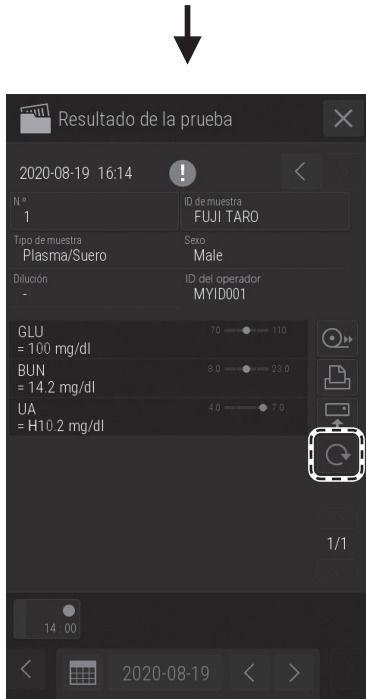 Resultado de la prueba
2020-08-19 16:14
N.º
1
ID de muestra
FUJI TARO
Tipo de muestra
Plasma/Suero
Sexo
Male
Dilución
-
ID del operador
MYID001
GLU
70 110
= 100 mg/dl
BUN
8.0 23.0
= 14.2 mg/dl
UA
4.0 7.0
= H10.2 mg/dl
1/1
14 : 00
2020-08-19